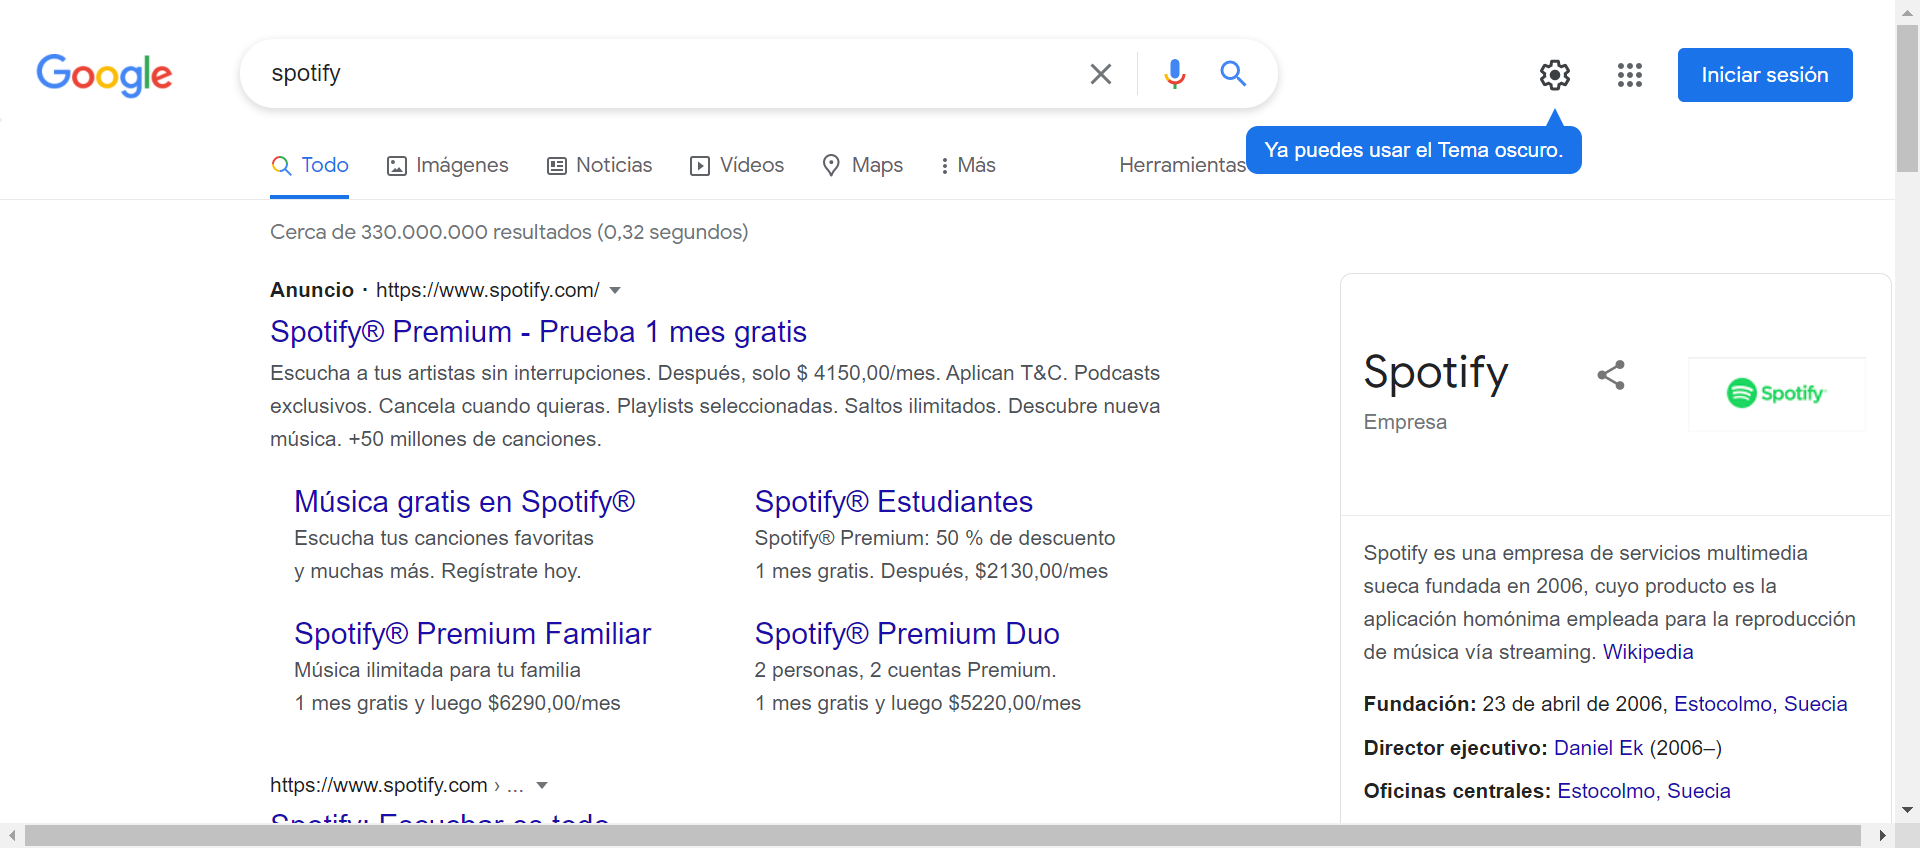 Google
spotify
Iniciar sesión
Ya puedes usar el Tema oscuro.
Todo
Imágenes
Noticias
Vídeos
Maps
Más
Herramientas
Cerca de 330.000.000 resultados (0,32 segundos)
Anuncio · https://www.spotify.com/
Spotify® Premium - Prueba 1 mes gratis
Escucha a tus artistas sin interrupciones. Después, solo $ 4150,00/mes. Aplican T&C. Podcasts
exclusivos. Cancela cuando quieras. Playlists seleccionadas. Saltos ilimitados. Descubre nueva
música. +50 millones de canciones.
Música gratis en Spotify®
Escucha tus canciones favoritas
y muchas más. Regístrate hoy.
Spotify® Estudiantes
Spotify® Premium: 50 % de descuento
1 mes gratis. Después, $2130,00/mes
Spotify® Premium Familiar
Música ilimitada para tu familia
1 mes gratis y luego $6290,00/mes
Spotify® Premium Duo
2 personas, 2 cuentas Premium.
1 mes gratis y luego $5220,00/mes
https://www.spotify.com › ...
Spotify: Escuchar es todo
Spotify
Empresa
Spotify
Spotify es una empresa de servicios multimedia
sueca fundada en 2006, cuyo producto es la
aplicación homónima empleada para la reproducción
de música vía streaming. Wikipedia
Fundación: 23 de abril de 2006, Estocolmo, Suecia
Director ejecutivo: Daniel Ek (2006–)
Oficinas centrales: Estocolmo, Suecia